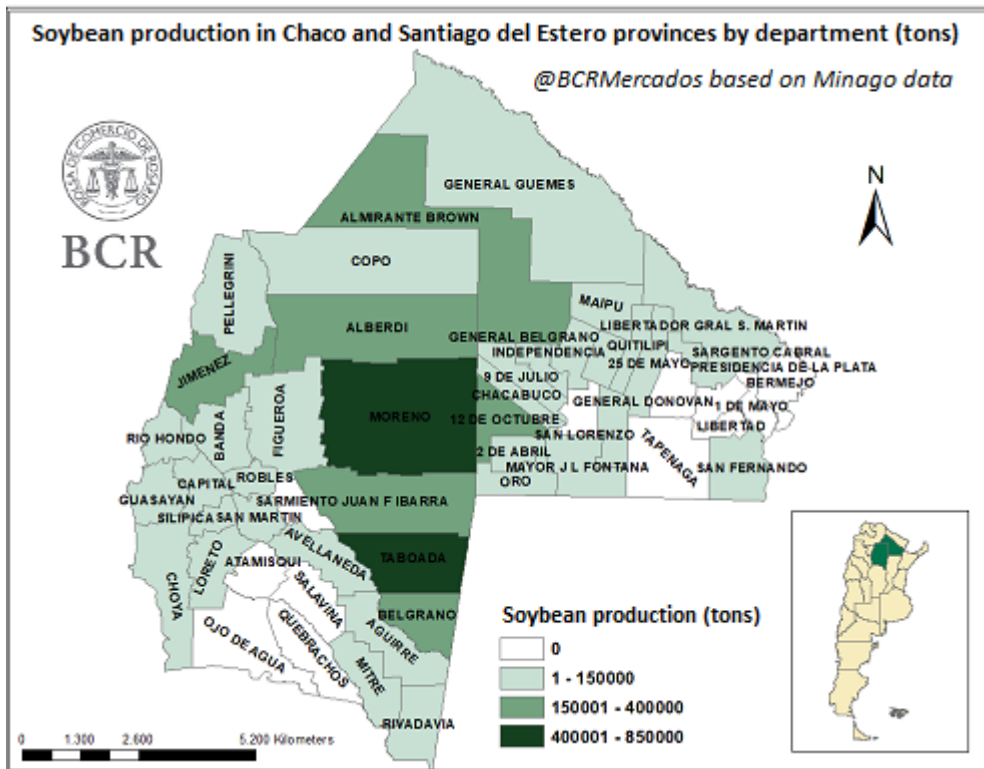 Soybean production in Chaco and Santiago del Estero provinces by department (tons)
@BCRMercados based on Minago data
BOLSA DE COMERCIO DE ROSARIO
BCR
N
GENERAL GUEMES
ALMIRANTE BROWN
COPO
PELLEGRINI
MAIPU
ALBERDI
LIBERTADOR GRAL S. MARTIN
GENERAL BELGRANO
QUITILIPI
INDEPENDENCIA
SARGENTO CABRAL
25 DE MAYO
PRESIDENCIA DE LA PLATA
JIMENEZ
9 DE JULIO
BERMEJO
CHACABUCO
GENERAL DONOVAN
1 DE MAYO
FIGUEROA
MORENO
12 DE OCTUBRE
LIBERTAD
BANDA
RIO HONDO
SAN LORENZO
TAPENAGA
2 DE ABRIL
MAYOR J L FONTANA
SAN FERNANDO
ROBLES
CAPITAL
ORO
GUASAYAN
SARMIENTO
JUAN F IBARRA
SILIPICA
SAN MARTIN
AVELLANEDA
TABOADA
ATAMISQUI
LORETO
CHOYA
SALAVINA
BELGRANO
OJO DE AGUA
QUEBRACHOS
AGUIRRE
MITRE
RIVADAVIA
Soybean production (tons)
0
1 - 150000
150001 - 400000
400001 - 850000
0 1.300 2.600 5.200 Kilometers